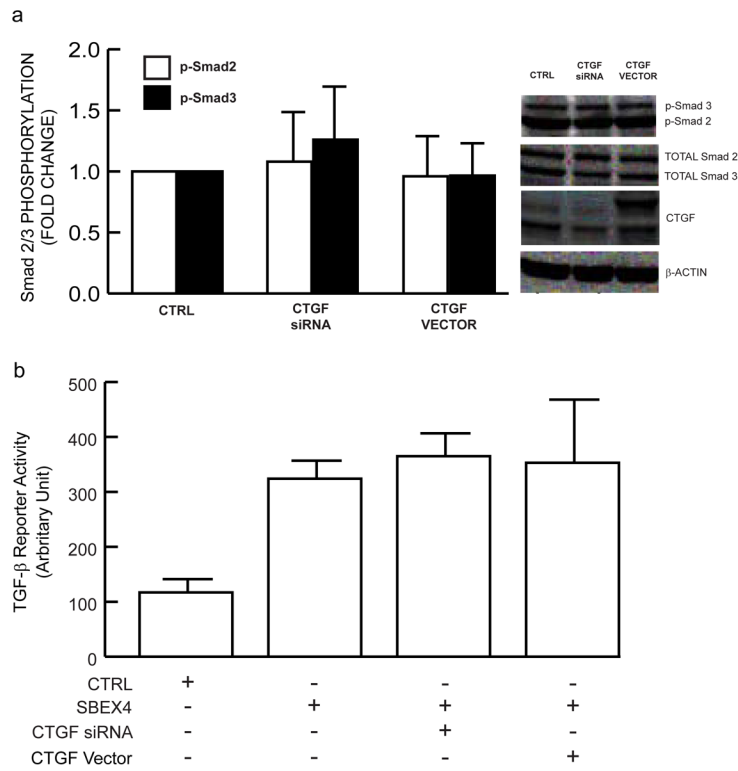 a
Smad 2/3 PHOSPHORYLATION
(FOLD CHANGE)
2.0
1.5
1.0
0.5
0.0
p-Smad2
p-Smad3
CTRL
CTGF
siRNA
CTGF
VECTOR
CTRL
CTGF
siRNA
CTGF
VECTOR
p-Smad 3
p-Smad 2
TOTAL Smad 2
TOTAL Smad 3
CTGF
β-ACTIN
b
TGF-β Reporter Activity
(Arbritary Unit)
500
400
300
200
100
0
CTRL + - - -
SBEX4 - + + +
CTGF siRNA - - + -
CTGF Vector - - - +